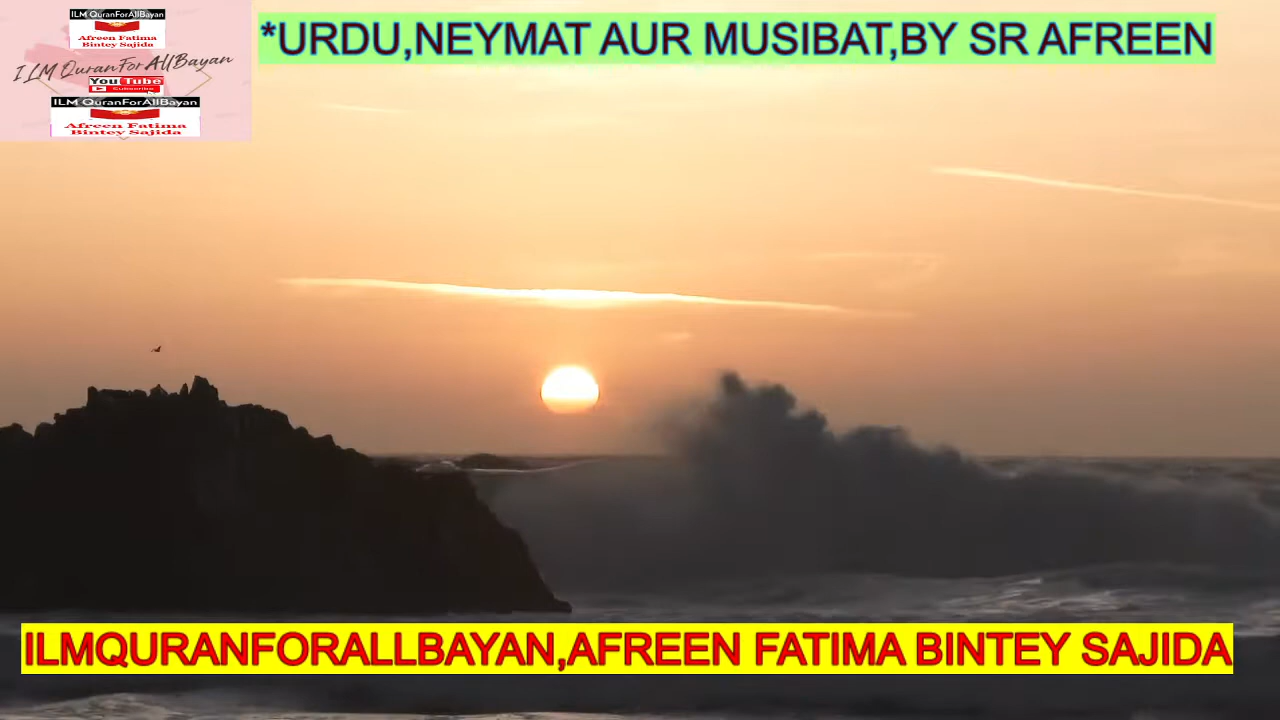 ILM QuranForAllBayan
Afreen Fatima
Bintey Sajida
ILM QuranForAllBayan
YouTube
Subscribe
ILM QuranForAllBayan
Afreen Fatima
Bintey Sajida
*URDU,NEYMAT AUR MUSIBAT,BY SR AFREEN
ILMQURANFORALLBAYAN,AFREEN FATIMA BINTEY SAJIDA